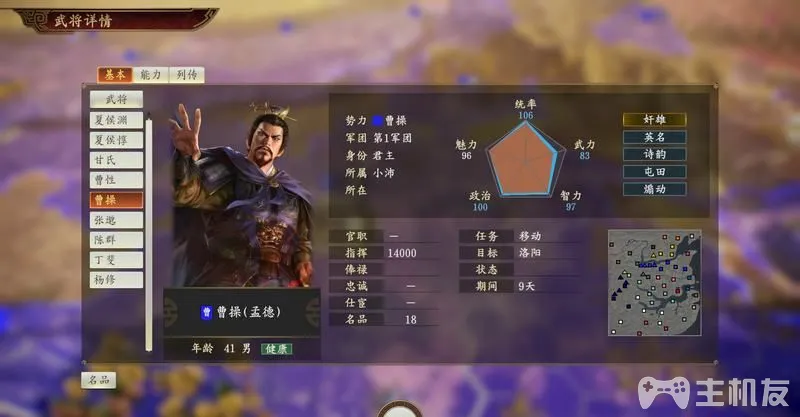 武将详情
基本 能力 列传
武将
夏侯渊
夏侯惇
甘氏
曹性
曹操
张邈
陈群
丁斐
杨修
曹 曹操(孟德)
年龄 41 男 健康
势力 曹操
军团 第1军团
身份 君主
所属 小沛
所在
统率
106
武力
83
智力
97
政治
100
魅力
96
奸雄
英名
诗韵
屯田
煽动
官职 —
指挥 14000
俸禄
忠诚 —
仕宦 —
名品 18
任务 移动
目标 洛阳
状态
期间 9天
名品
主机友